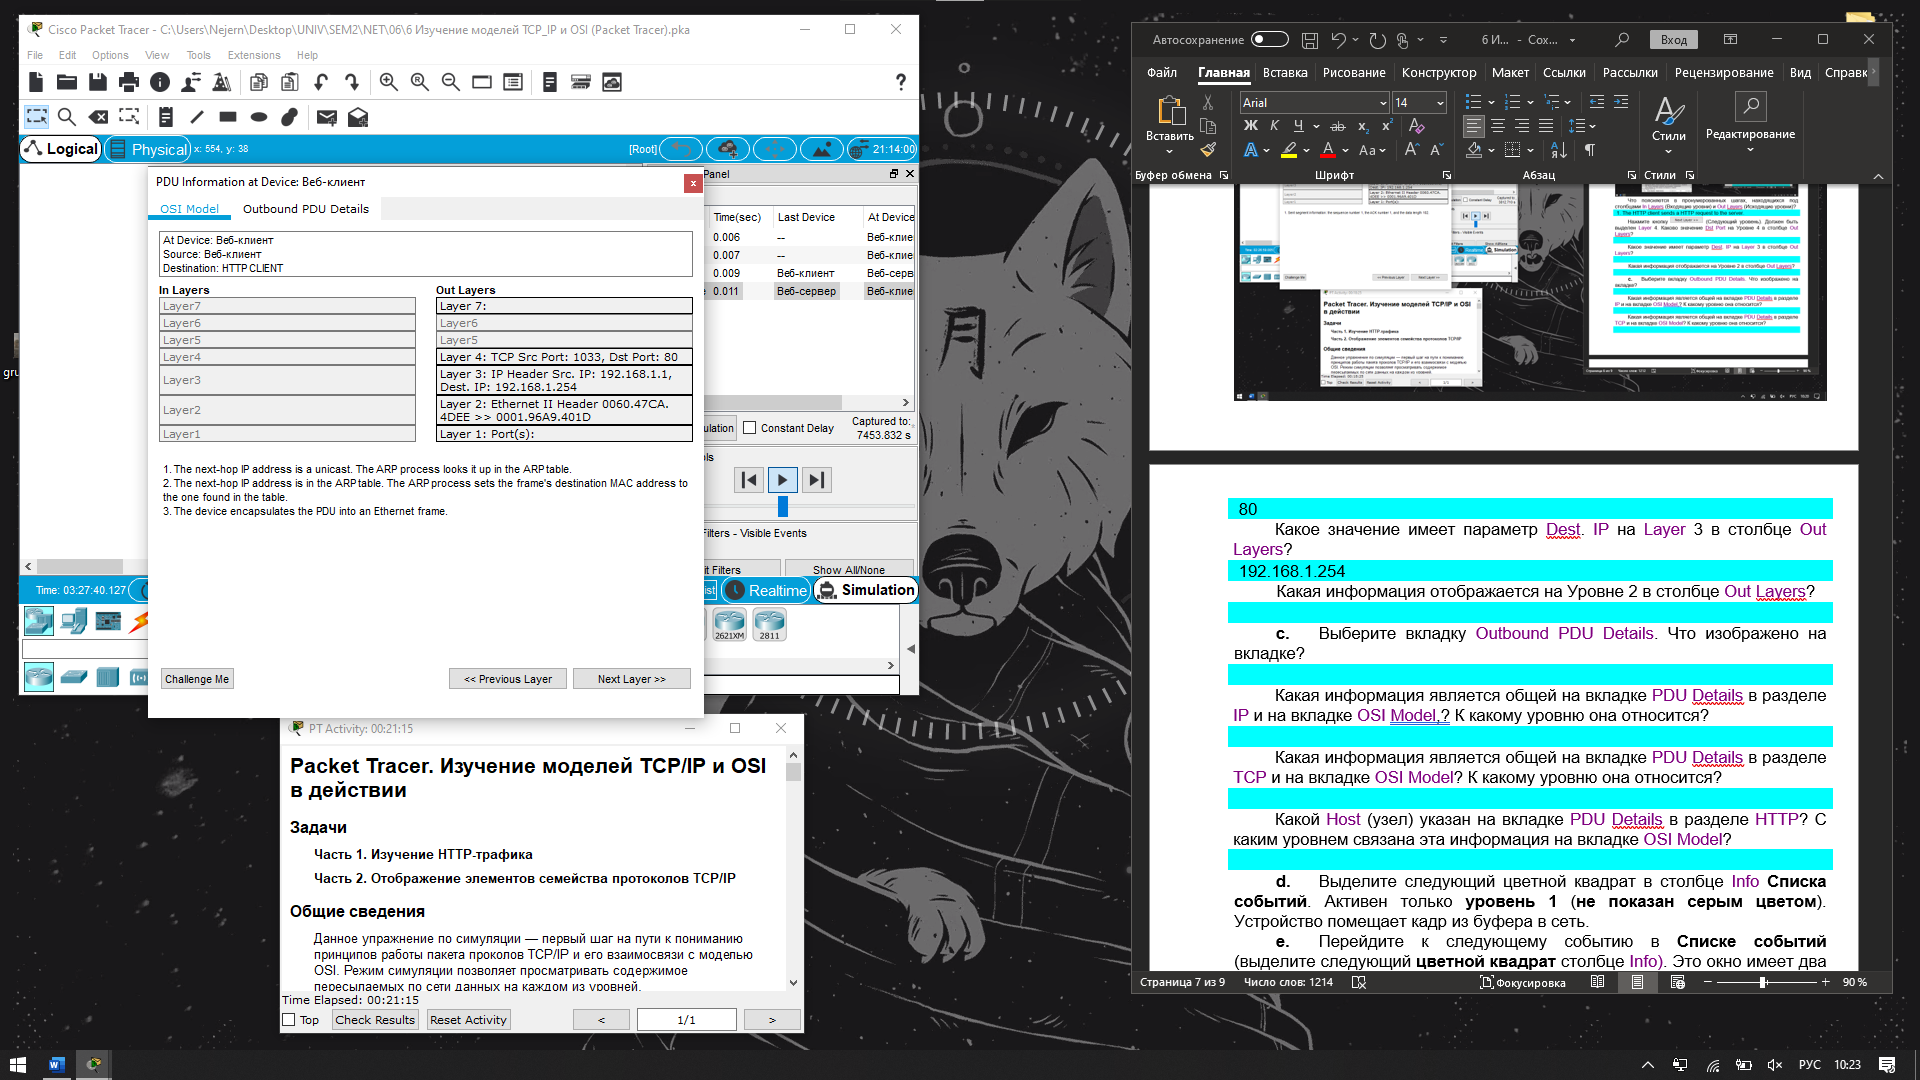 Cisco Packet Tracer - C:\Users\Nejern\Desktop\UNIV\SEM2\NET\06\6 Изучение моделей TCP_IP и OSI (Packet Tracer).pka
File Edit Options View Tools Extensions Help
Logical Physical x: 554, y: 38 [Root] 21:14:00
PDU Information at Device: Веб-клиент
OSI Model Outbound PDU Details
At Device: Веб-клиент
Source: Веб-клиент
Destination: HTTP CLIENT
In Layers Out Layers
Layer7 Layer 7:
Layer6 Layer6
Layer5 Layer5
Layer4 Layer 4: TCP Src Port: 1033, Dst Port: 80
Layer3 Layer 3: IP Header Src. IP: 192.168.1.1, Dest. IP: 192.168.1.254
Layer2 Layer 2: Ethernet II Header 0060.47CA.4DEE >> 0001.96A9.401D
Layer1 Layer 1: Port(s):
1. The next-hop IP address is a unicast. The ARP process looks it up in the ARP table.
2. The next-hop IP address is in the ARP table. The ARP process sets the frame's destination MAC address to
the one found in the table.
3. The device encapsulates the PDU into an Ethernet frame.
Challenge Me << Previous Layer Next Layer >>
Panel
Time(sec) Last Device At Device
0.006 -- Веб-клие
0.007 -- Веб-клие
0.009 Веб-клиент Веб-серв
0.011 Веб-сервер Веб-клие
Constant Delay Captured to:
7453.832 s
Filters - Visible Events
Show All/None
Time: 03:27:40.127 Realtime Simulation
2621XM 2811
PT Activity: 00:21:15
Packet Tracer. Изучение моделей TCP/IP и OSI
в действии
Задачи
Часть 1. Изучение HTTP-трафика
Часть 2. Отображение элементов семейства протоколов TCP/IP
Общие сведения
Данное упражнение по симуляции — первый шаг на пути к пониманию
принципов работы пакета проколов TCP/IP и его взаимосвязи с моделью
OSI. Режим симуляции позволяет просматривать содержимое
пересылаемых по сети данных на каждом из уровней.
Time Elapsed: 00:21:15
Top Check Results Reset Activity < 1/1 >
Автосохранение 6 И... - Сох... Вход
Файл Главная Вставка Рисование Конструктор Макет Ссылки Рассылки Рецензирование Вид Справк
Вставить Arial 14 Стили Редактирование
Буфер обмена Шрифт Абзац Стили
80
Какое значение имеет параметр Dest. IP на Layer 3 в столбце Out
Layers?
192.168.1.254
Какая информация отображается на Уровне 2 в столбце Out Layers?
c. Выберите вкладку Outbound PDU Details. Что изображено на
вкладке?
Какая информация является общей на вкладке PDU Details в разделе
IP и на вкладке OSI Model,? К какому уровню она относится?
Какая информация является общей на вкладке PDU Details в разделе
TCP и на вкладке OSI Model? К какому уровню она относится?
Какой Host (узел) указан на вкладке PDU Details в разделе HTTP? С
каким уровнем связана эта информация на вкладке OSI Model?
d. Выделите следующий цветной квадрат в столбце Info Списка
событий. Активен только уровень 1 (не показан серым цветом).
Устройство помещает кадр из буфера в сеть.
e. Перейдите к следующему событию в Списке событий
(выделите следующий цветной квадрат столбце Info). Это окно имеет два
Страница 7 из 9 Число слов: 1214 Фокусировка 90 %
РУС 10:23